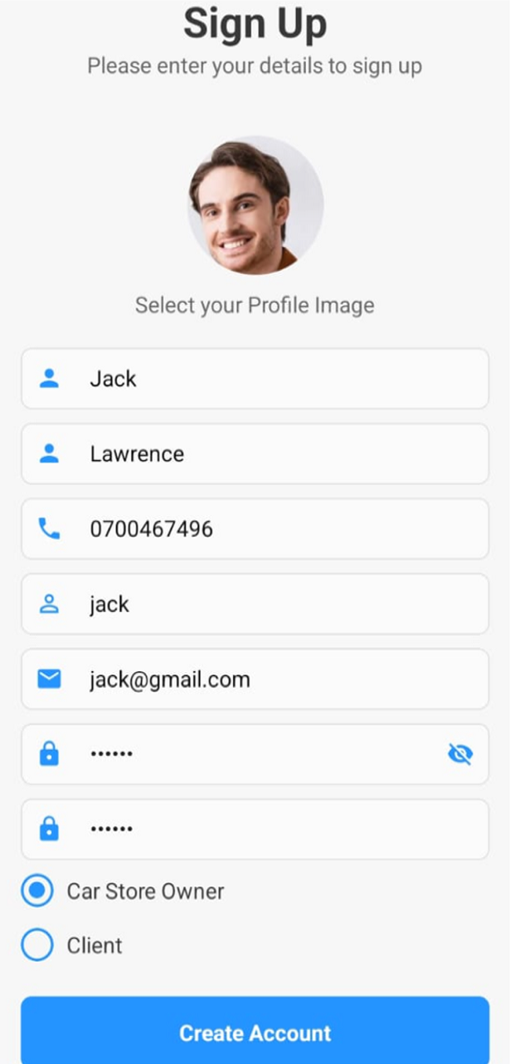 Sign Up
Please enter your details to sign up
Select your Profile Image
Jack
Lawrence
0700467496
jack
jack@gmail.com
••••••
••••••
Car Store Owner
Client
Create Account